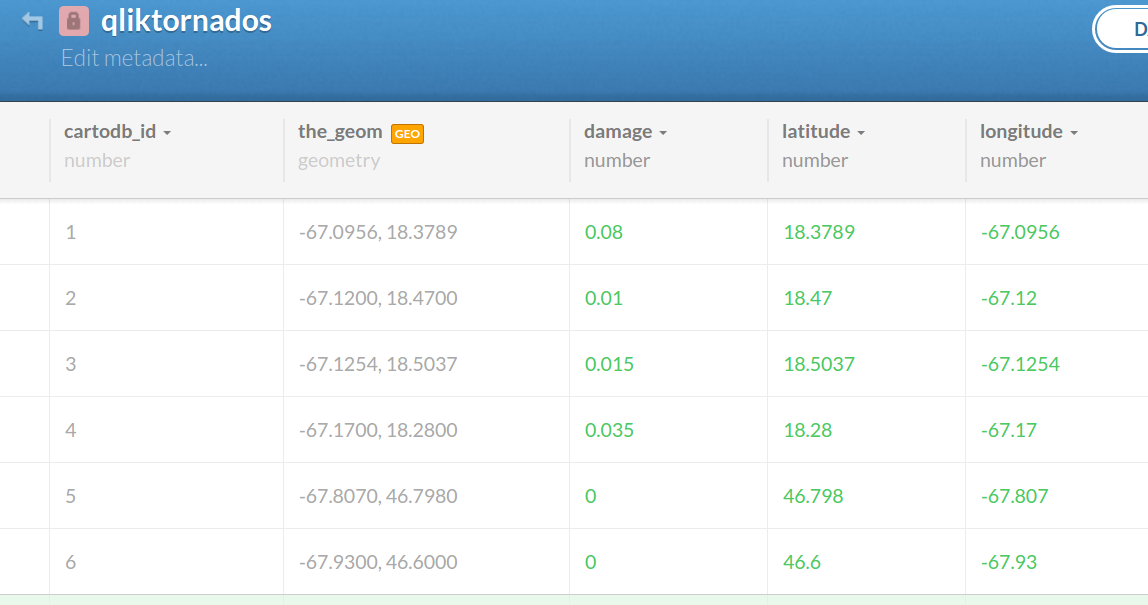 qliktornados
D
Edit metadata...
cartodb_id the_geom GEO damage latitude longitude
number geometry number number number
1 -67.0956, 18.3789 0.08 18.3789 -67.0956
2 -67.1200, 18.4700 0.01 18.47 -67.12
3 -67.1254, 18.5037 0.015 18.5037 -67.1254
4 -67.1700, 18.2800 0.035 18.28 -67.17
5 -67.8070, 46.7980 0 46.798 -67.807
6 -67.9300, 46.6000 0 46.6 -67.93